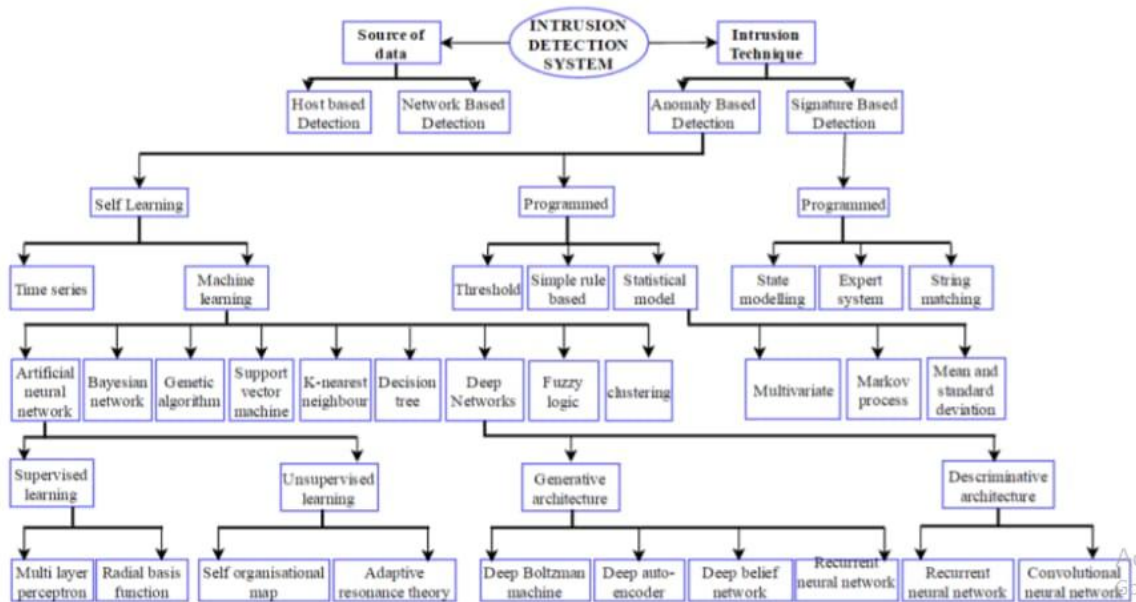 INTRUSION
DETECTION
SYSTEM
Source of
data
Intrusion
Technique
Host based
Detection
Network Based
Detection
Anomaly Based
Detection
Signature Based
Detection
Self Learning
Programmed
Programmed
Time series
Machine
learning
Threshold
Simple rule
based
Statistical
model
State
modelling
Expert
system
String
matching
Artificial
neural
network
Bayesian
network
Genetic
algorithm
Support
vector
machine
K-nearest
neighbour
Decision
tree
Deep
Networks
Fuzzy
logic
clustering
Multivariate
Markov
process
Mean and
standard
deviation
Supervised
learning
Unsupervised
learning
Generative
architecture
Descriminative
architecture
Multi layer
perceptron
Radial basis
function
Self organisational
map
Adaptive
resonance theory
Deep Boltzman
machine
Deep auto-
encoder
Deep belief
network
Recurrent
neural network
Recurrent
neural network
Convolutional
neural network